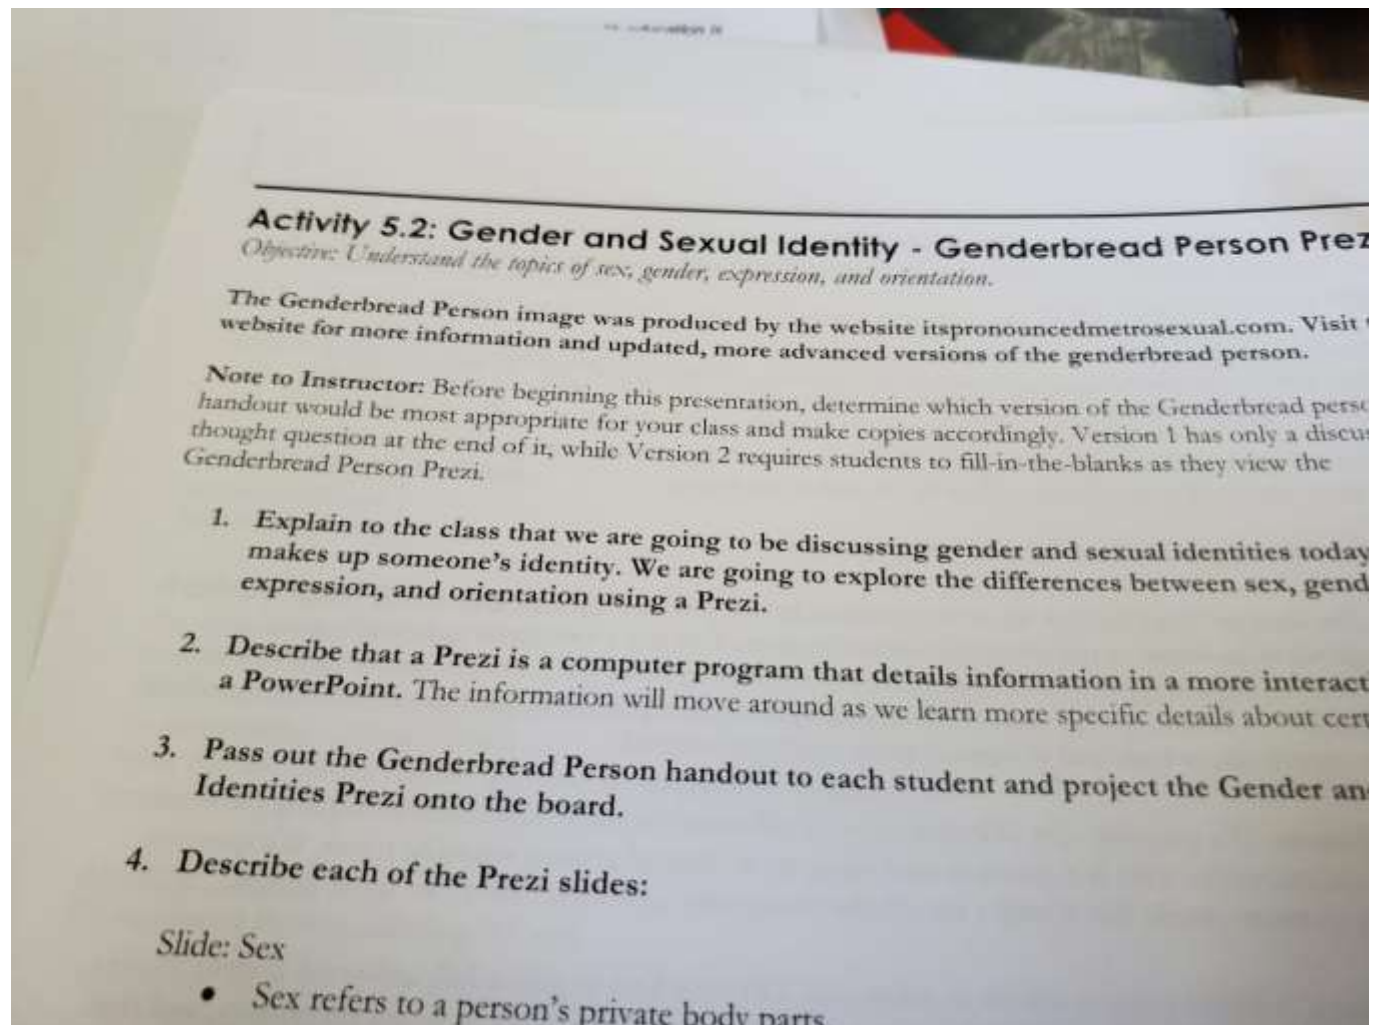 Activity 5.2: Gender and Sexual Identity - Genderbread Person Prez
Objective: Understand the topics of sex, gender, expression, and orientation.
The Genderbread Person image was produced by the website itspronouncedmetrosexual.com. Visit
website for more information and updated, more advanced versions of the genderbread person.
Note to Instructor: Before beginning this presentation, determine which version of the Genderbread pers
handout would be most appropriate for your class and make copies accordingly. Version 1 has only a discus
thought question at the end of it, while Version 2 requires students to fill-in-the-blanks as they view the
Genderbread Person Prezi.
1. Explain to the class that we are going to be discussing gender and sexual identities today
makes up someone's identity. We are going to explore the differences between sex, gend
expression, and orientation using a Prezi.
2. Describe that a Prezi is a computer program that details information in a more interact
a PowerPoint. The information will move around as we learn more specific details about cert
3. Pass out the Genderbread Person handout to each student and project the Gender an
Identities Prezi onto the board.
4. Describe each of the Prezi slides:
Slide: Sex
• Sex refers to a person's private body parts